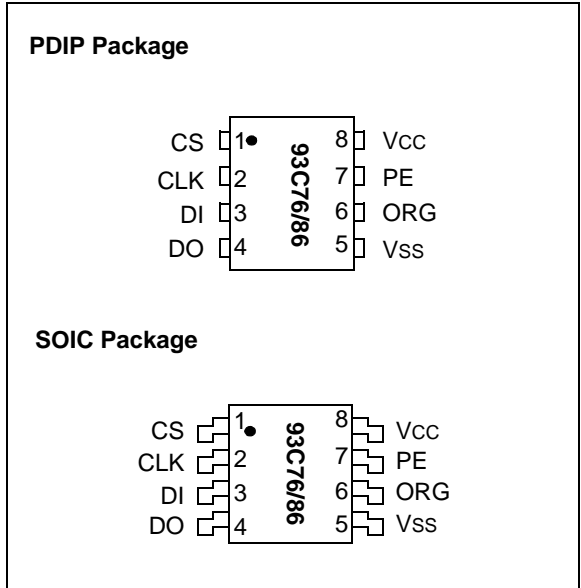 PDIP Package
CS 1 8 VCC
CLK 2 7 PE
DI 3 6 ORG
DO 4 5 VSS
93C76/86
SOIC Package
CS 1 8 VCC
CLK 2 7 PE
DI 3 6 ORG
DO 4 5 VSS
93C76/86